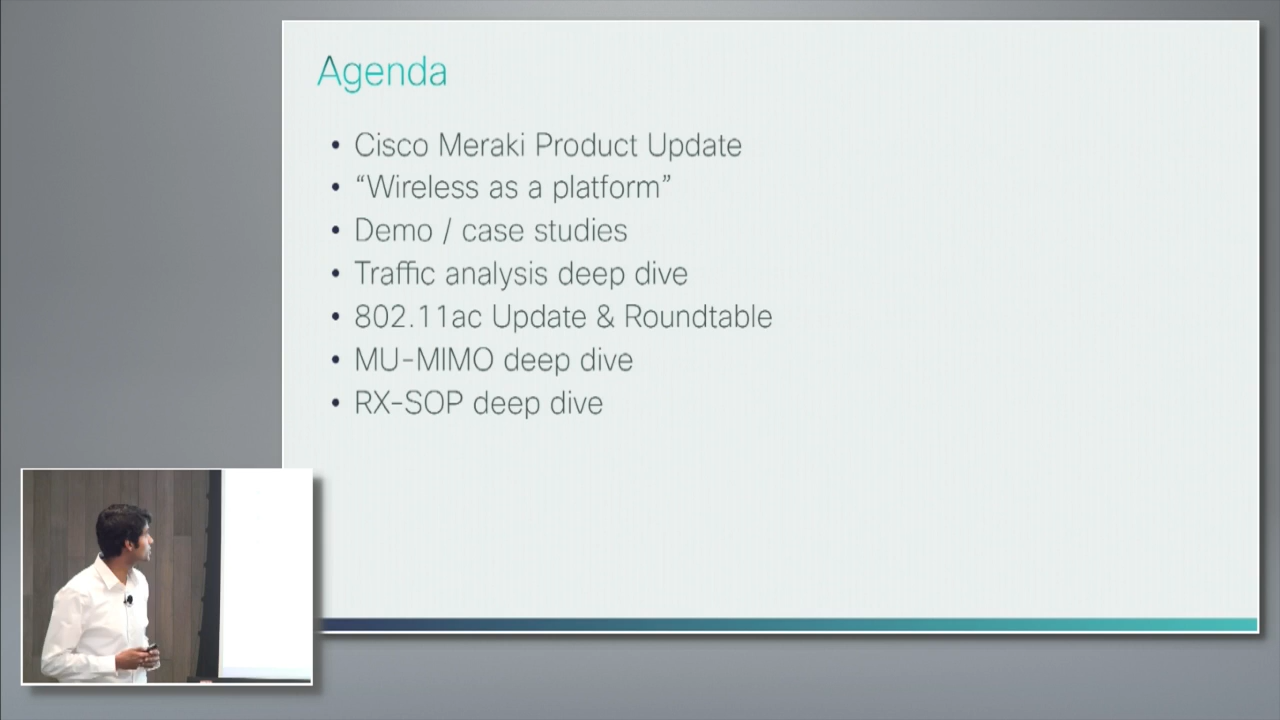 Agenda
• Cisco Meraki Product Update
• “Wireless as a platform”
• Demo / case studies
• Traffic analysis deep dive
• 802.11ac Update & Roundtable
• MU-MIMO deep dive
• RX-SOP deep dive